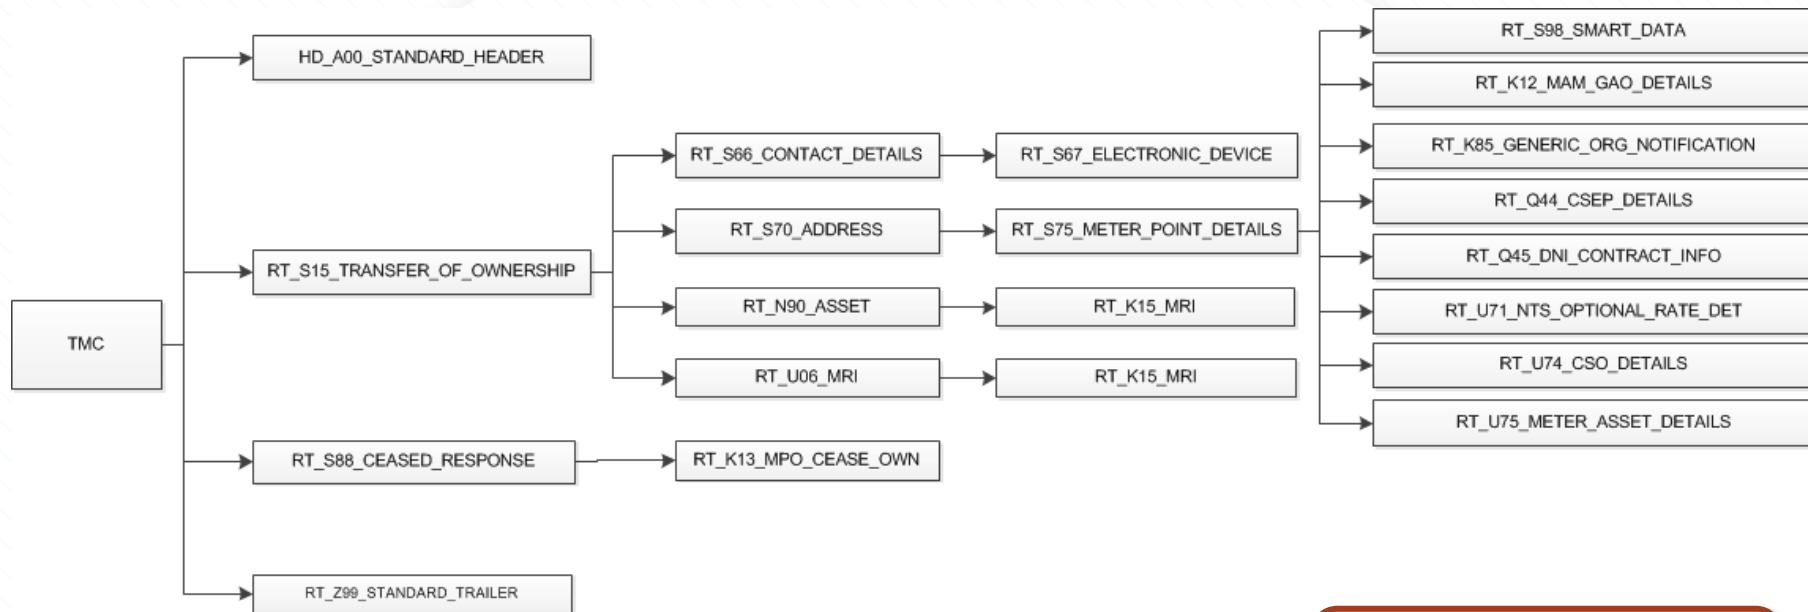 TMC
HD_A00_STANDARD_HEADER
RT_S15_TRANSFER_OF_OWNERSHIP
RT_S66_CONTACT_DETAILS
RT_S67_ELECTRONIC_DEVICE
RT_S70_ADDRESS
RT_S75_METER_POINT_DETAILS
RT_S98_SMART_DATA
RT_K12_MAM_GAO_DETAILS
RT_K85_GENERIC_ORG_NOTIFICATION
RT_Q44_CSEP_DETAILS
RT_Q45_DNI_CONTRACT_INFO
RT_U71_NTS_OPTIONAL_RATE_DET
RT_U74_CSO_DETAILS
RT_U75_METER_ASSET_DETAILS
RT_N90_ASSET
RT_K15_MRI
RT_U06_MRI
RT_K15_MRI
RT_S88_CEASED_RESPONSE
RT_K13_MPO_CEASE_OWN
RT_Z99_STANDARD_TRAILER